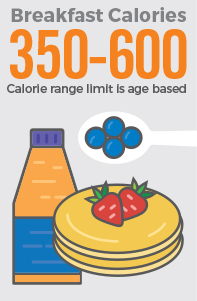 Breakfast Calories
350-600
Calorie range limit is age based